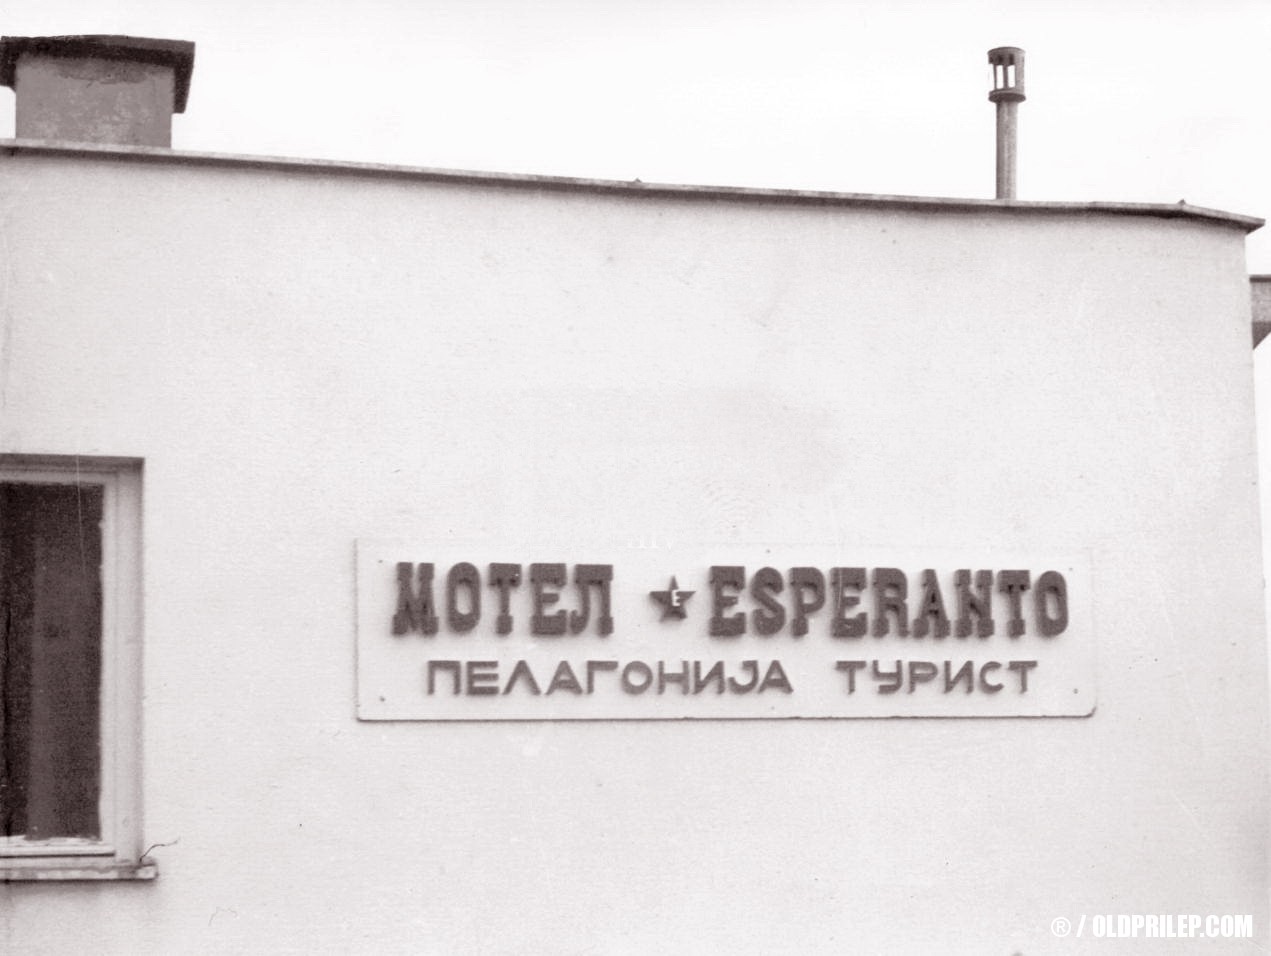 МОТЕЛ ★ E ESPERANTO
ПЕЛАГОНИЈА ТУРИСТ
® / OLDPRILEP.COM